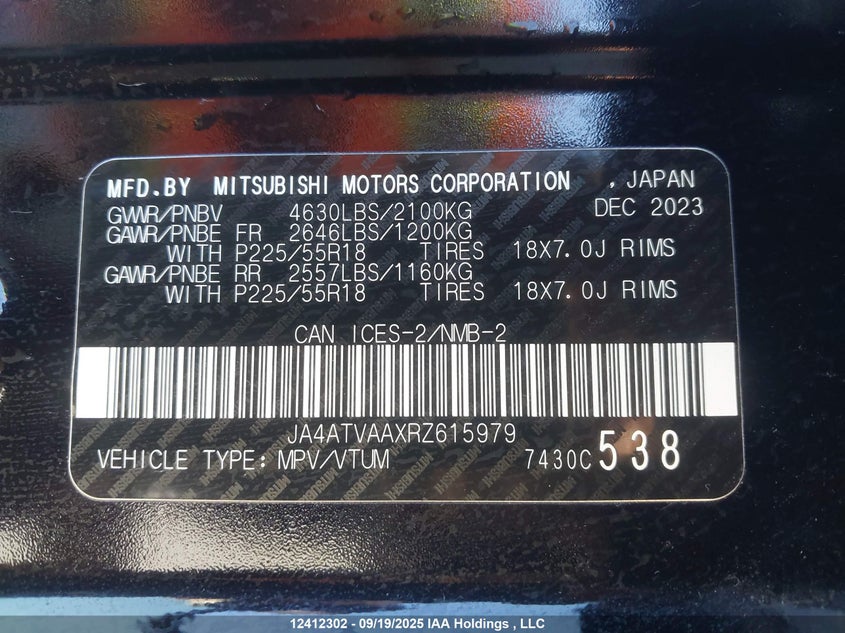 MFD.BY MITSUBISHI MOTORS CORPORATION , JAPAN
GVWR/PNBV 4630LBS/2100KG DEC 2023
GAWR/PNBE FR 2646LBS/1200KG
WITH P225/55R18 TIRES 18X7.0J RIMS
GAWR/PNBE RR 2557LBS/1160KG
WITH P225/55R18 TIRES 18X7.0J RIMS
CAN ICES-2/NMB-2
JA4ATVAAXRZ615979
VEHICLE TYPE: MPV/VTUM 7430C 538
12412302 - 09/19/2025 IAA Holdings , LLC